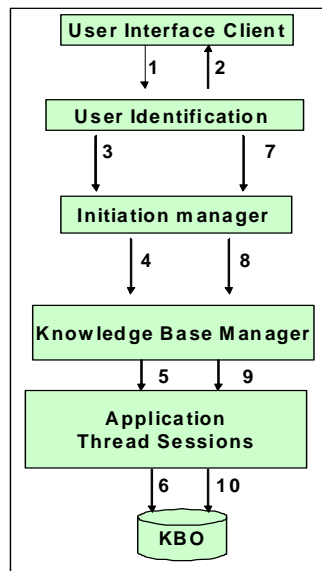 User Interface Client
1 2
User Identification
3 7
Initiation manager
4 8
Knowledge Base Manager
5 9
Application
Thread Sessions
6 10
KBO